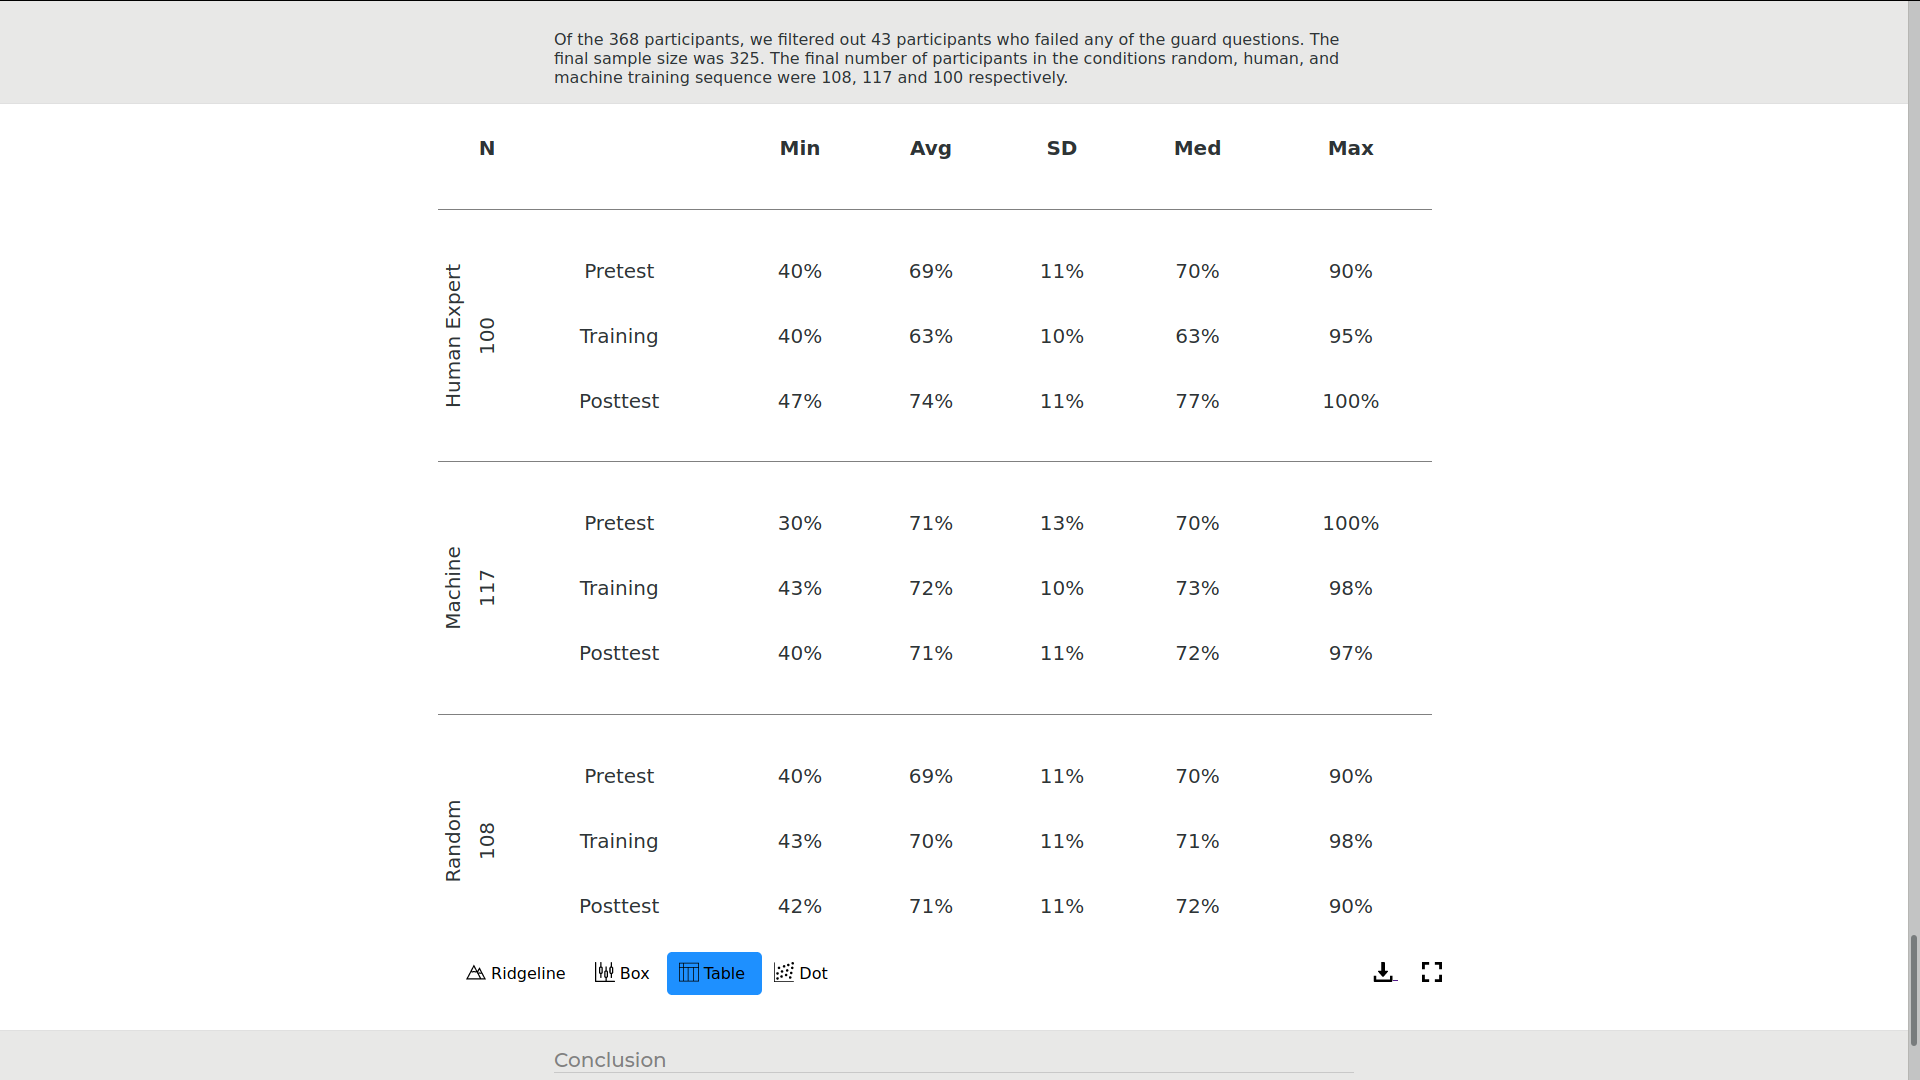 Of the 368 participants, we filtered out 43 participants who failed any of the guard questions. The
final sample size was 325. The final number of participants in the conditions random, human, and
machine training sequence were 108, 117 and 100 respectively.
N Min Avg SD Med Max
Human Expert
100
Pretest 40% 69% 11% 70% 90%
Training 40% 63% 10% 63% 95%
Posttest 47% 74% 11% 77% 100%
Machine
117
Pretest 30% 71% 13% 70% 100%
Training 43% 72% 10% 73% 98%
Posttest 40% 71% 11% 72% 97%
Random
108
Pretest 40% 69% 11% 70% 90%
Training 43% 70% 11% 71% 98%
Posttest 42% 71% 11% 72% 90%
Ridgeline Box Table Dot
Conclusion